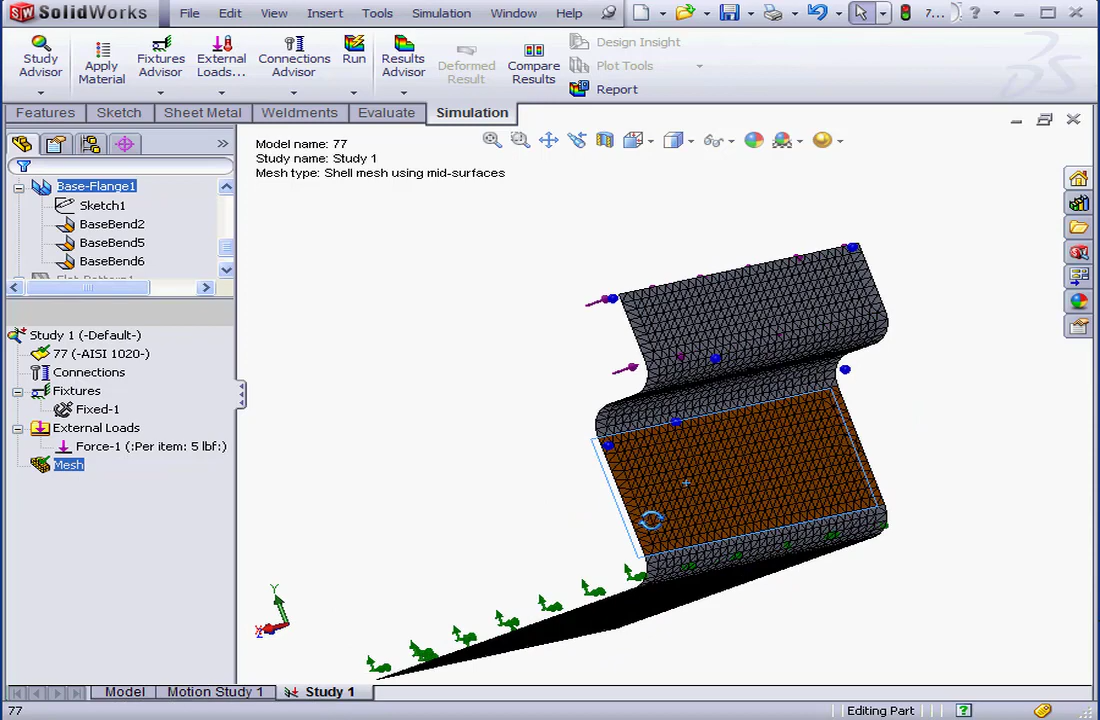 SW SolidWorks File Edit View Insert Tools Simulation Window Help 7... ?
Study Advisor
Apply Material
Fixtures Advisor
External Loads...
Connections Advisor
Run
Results Advisor
Deformed Result
Compare Results
Design Insight
Plot Tools
Report
Features Sketch Sheet Metal Weldments Evaluate Simulation
Model name: 77
Study name: Study 1
Mesh type: Shell mesh using mid-surfaces
Base-Flange1
Sketch1
BaseBend2
BaseBend5
BaseBend6
Study 1 (-Default-)
77 (-AISI 1020-)
Connections
Fixtures
Fixed-1
External Loads
Force-1 (:Per item: 5 lbf:)
Mesh
Y
Z
Model Motion Study 1 Study 1
77 Editing Part ?